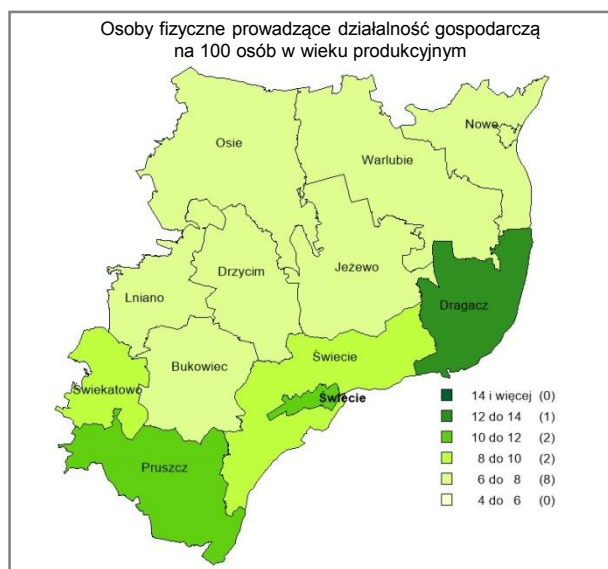 Osoby fizyczne prowadzące działalność gospodarczą
na 100 osób w wieku produkcyjnym
Nowe
Osie
Warlubie
Drzycim
Jeżewo
Lniano
Dragacz
Bukowiec
Świecie
Świekatowo
Świecie
Pruszcz
14 i więcej (0)
12 do 14 (1)
10 do 12 (2)
8 do 10 (2)
6 do 8 (8)
4 do 6 (0)